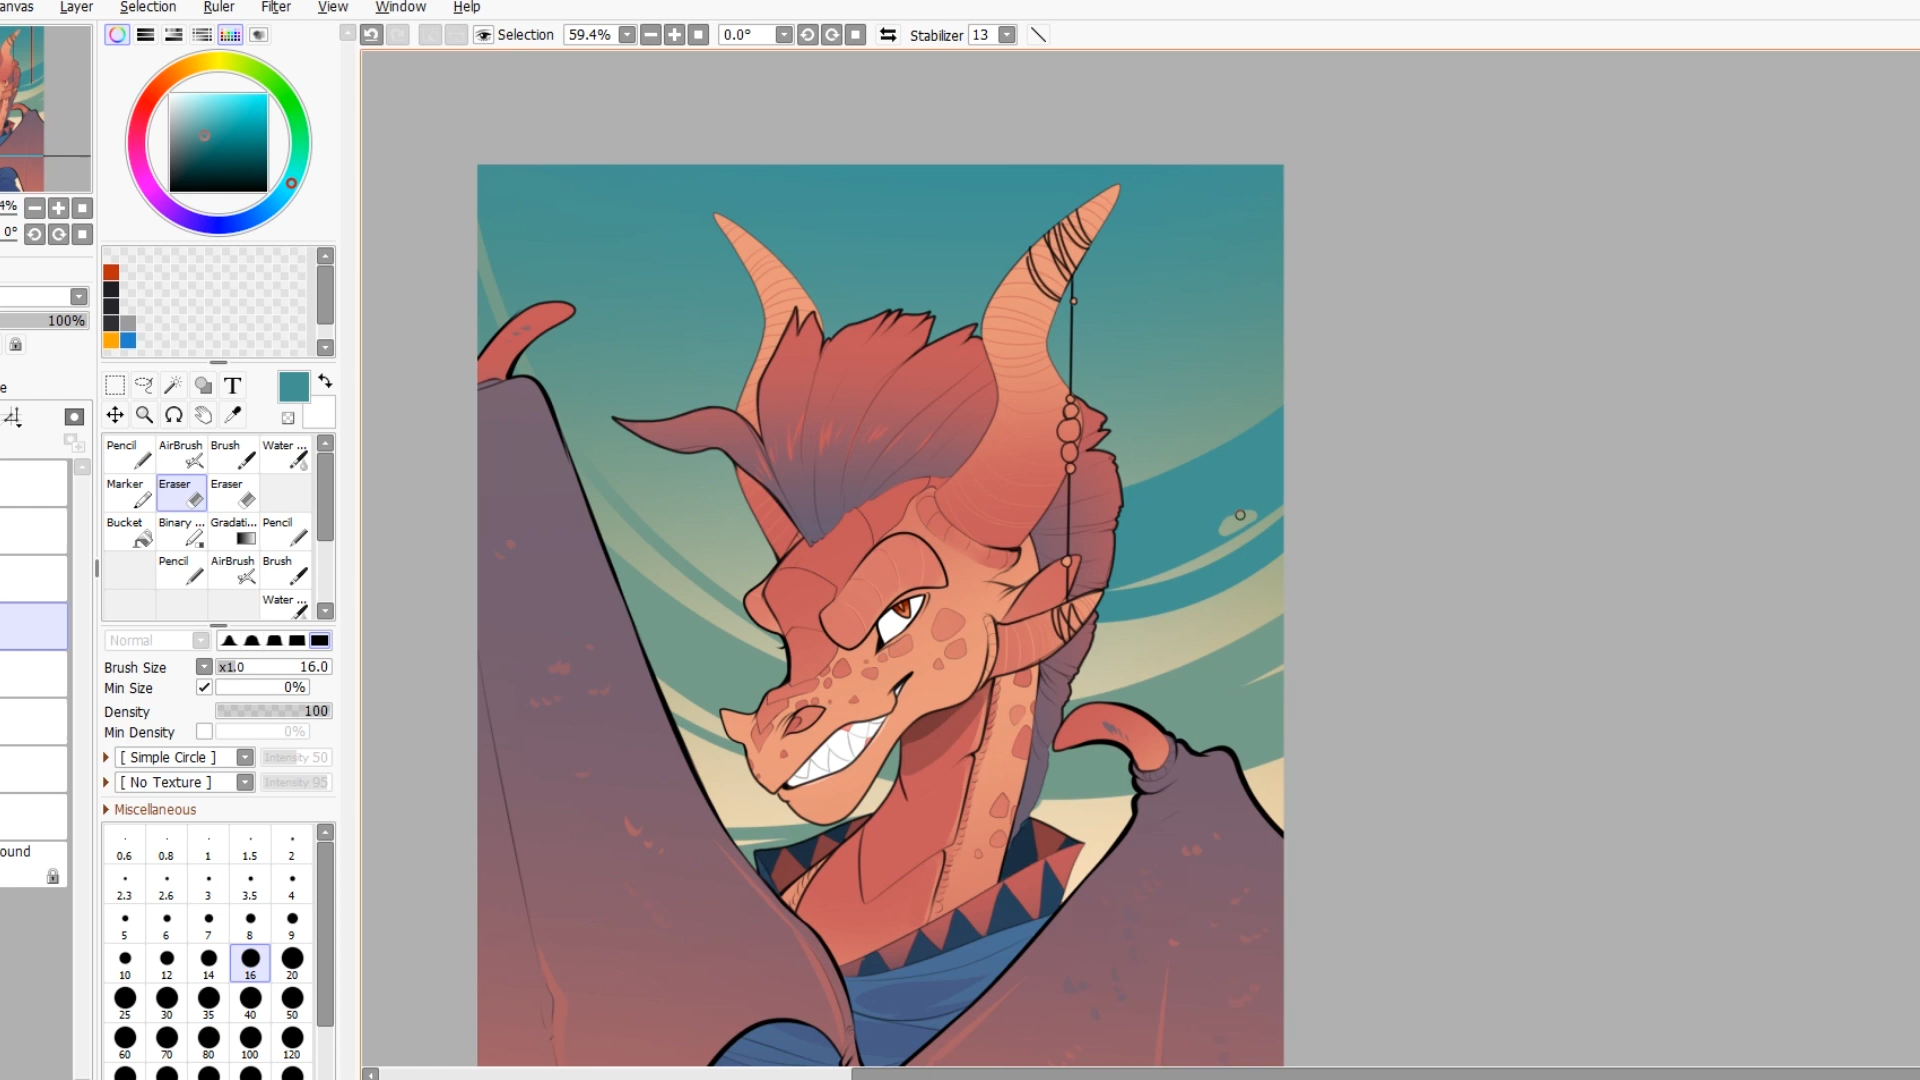 anvas Layer Selection Ruler Filter View Window Help
Selection 59.4% 0.0° Stabilizer 13
4%
0°
100%
e
T
Pencil AirBrush Brush Water ...
Marker Eraser Eraser
Bucket Binary ... Gradati... Pencil
Pencil AirBrush Brush
Water ...
Normal
Brush Size x1.0 16.0
Min Size 0%
Density 100
Min Density 0%
[ Simple Circle ] Intensity 50
[ No Texture ] Intensity 95
Miscellaneous
0.6 0.8 1 1.5 2
ound
2.3 2.6 3 3.5 4
5 6 7 8 9
10 12 14 16 20
25 30 35 40 50
60 70 80 100 120